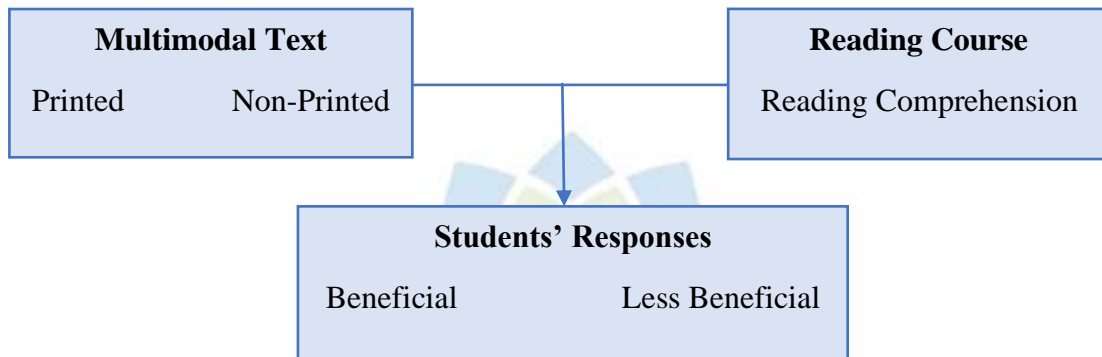 Multimodal Text
Printed Non-Printed
Reading Course
Reading Comprehension
Students’ Responses
Beneficial Less Beneficial